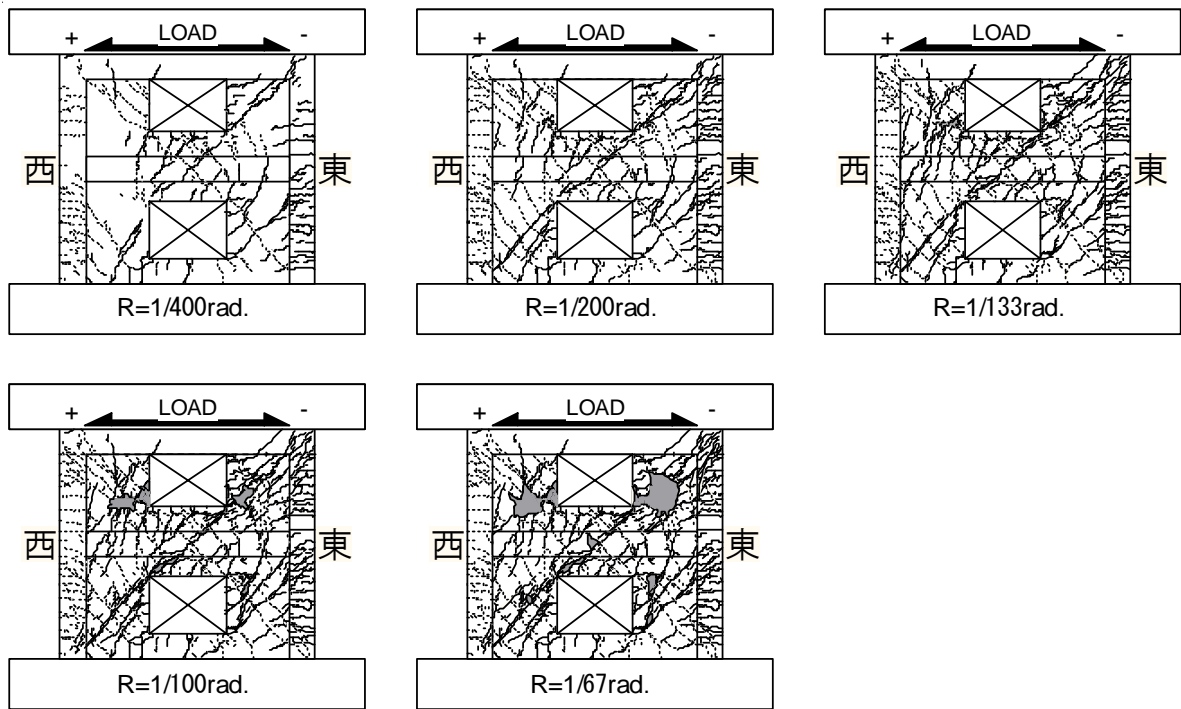 + LOAD -
西 東
R=1/400rad.
+ LOAD -
西 東
R=1/200rad.
+ LOAD -
西 東
R=1/133rad.
+ LOAD -
西 東
R=1/100rad.
+ LOAD -
西 東
R=1/67rad.